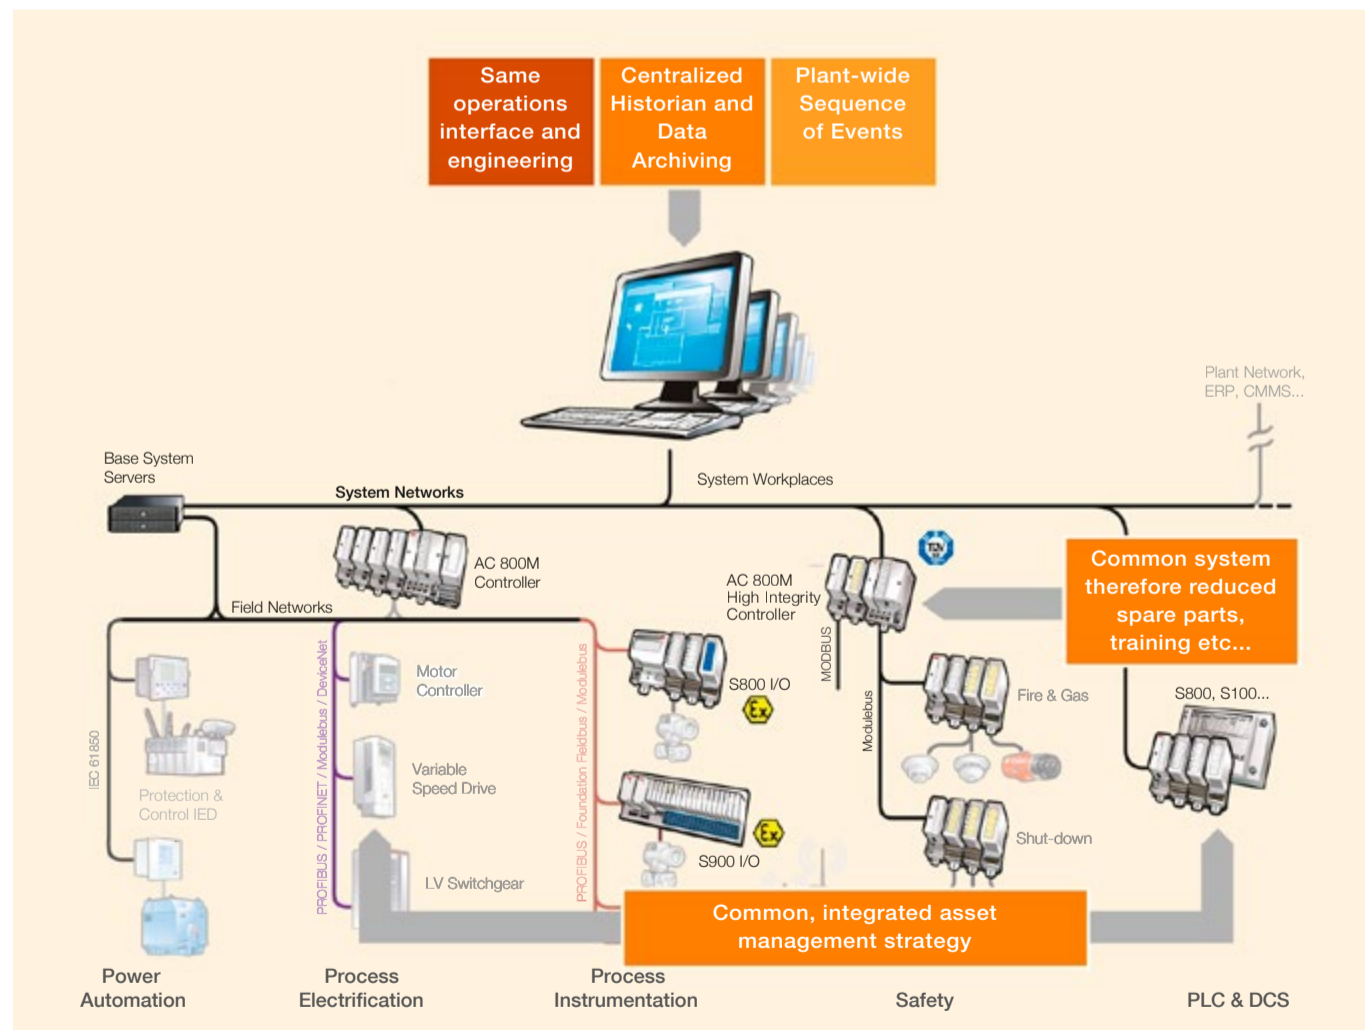 Same
operations
interface and
engineering
Centralized
Historian and
Data
Archiving
Plant-wide
Sequence
of Events
Plant Network,
ERP, CMMS...
Base System
Servers
System Networks
System Workplaces
AC 800M
Controller
AC 800M
High Integrity
Controller
TÜV
Common system
therefore reduced
spare parts,
training etc...
Field Networks
IEC 61850
Protection &
Control IED
PROFIBUS / PROFINET / Modulebus / DeviceNet
Motor
Controller
Variable
Speed Drive
LV Switchgear
PROFIBUS / Foundation Fieldbus / Modulebus
S800 I/O
Ex
S900 I/O
Ex
MODBUS
Modulebus
Fire & Gas
Shut-down
S800, S100...
Common, integrated asset
management strategy
Power
Automation
Process
Electrification
Process
Instrumentation
Safety
PLC & DCS